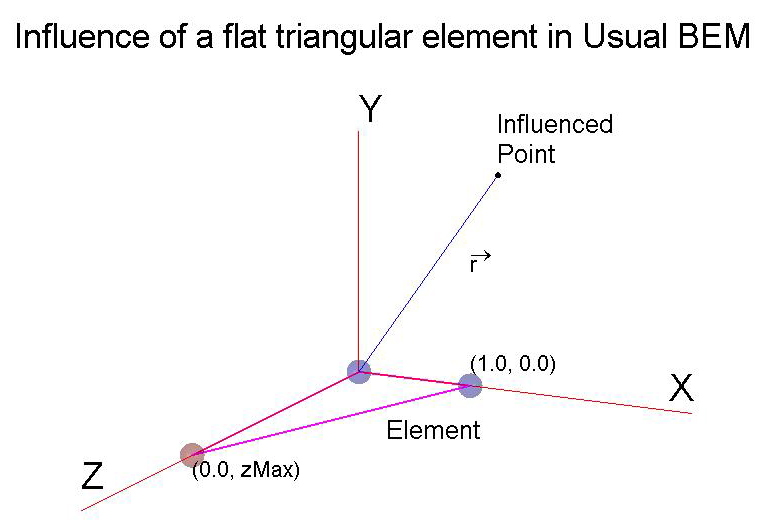 Influence of a flat triangular element in Usual BEM
Y
Influenced
Point
r→
(1.0, 0.0)
X
Element
Z
(0.0, zMax)